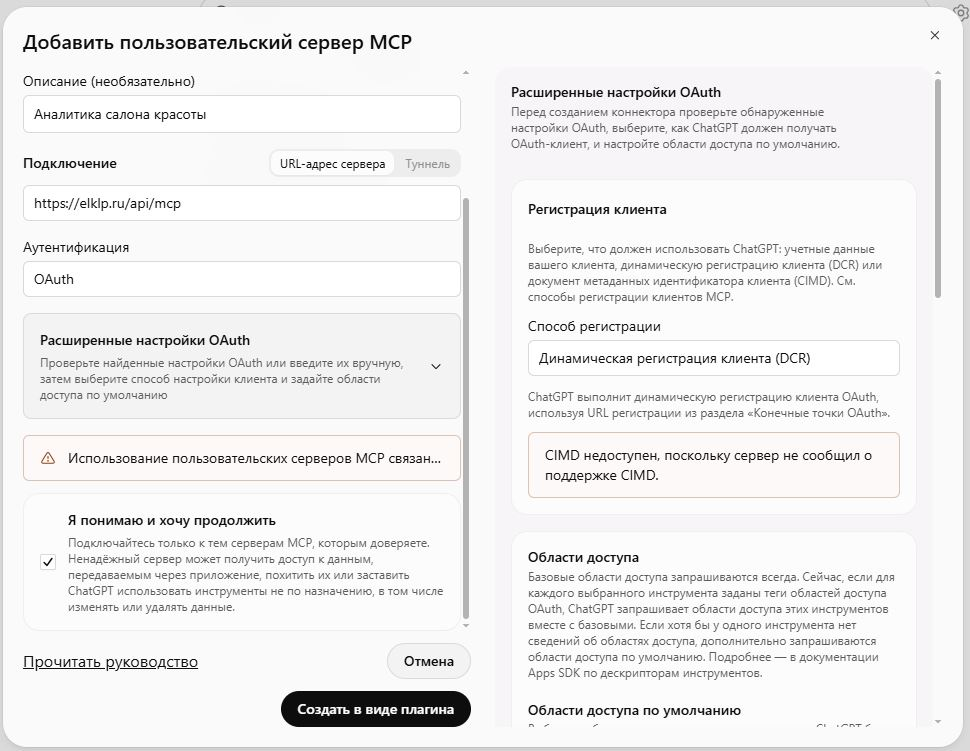 Добавить пользовательский сервер MCP
Описание (необязательно)
Аналитика салона красоты
Подключение
URL-адрес сервера
Туннель
https://elklp.ru/api/mcp
Аутентификация
OAuth
Расширенные настройки OAuth
Проверьте найденные настройки OAuth или введите их вручную,
затем выберите способ настройки клиента и задайте области
доступа по умолчанию
Использование пользовательских серверов MCP связан...
Я понимаю и хочу продолжить
Подключайтесь только к тем серверам MCP, которым доверяете.
Ненадёжный сервер может получить доступ к данным,
передаваемым через приложение, похитить их или заставить
ChatGPT использовать инструменты не по назначению, в том числе
изменять или удалять данные.
Прочитать руководство
Отмена
Создать в виде плагина
Расширенные настройки OAuth
Перед созданием коннектора проверьте обнаруженные
настройки OAuth, выберите, как ChatGPT должен получать
OAuth-клиент, и настройте области доступа по умолчанию.
Регистрация клиента
Выберите, что должен использовать ChatGPT: учетные данные
вашего клиента, динамическую регистрацию клиента (DCR) или
документ метаданных идентификатора клиента (CIMD). См.
способы регистрации клиентов MCP.
Способ регистрации
Динамическая регистрация клиента (DCR)
ChatGPT выполнит динамическую регистрацию клиента OAuth,
используя URL регистрации из раздела «Конечные точки OAuth».
CIMD недоступен, поскольку сервер не сообщил о
поддержке CIMD.
Области доступа
Базовые области доступа запрашиваются всегда. Сейчас, если для
каждого выбранного инструмента заданы теги областей доступа
OAuth, ChatGPT запрашивает области доступа этих инструментов
вместе с базовыми. Если хотя бы у одного инструмента нет
сведений об областях доступа, дополнительно запрашиваются
области доступа по умолчанию. Подробнее — в документации
Apps SDK по дескрипторам инструментов.
Области доступа по умолчанию